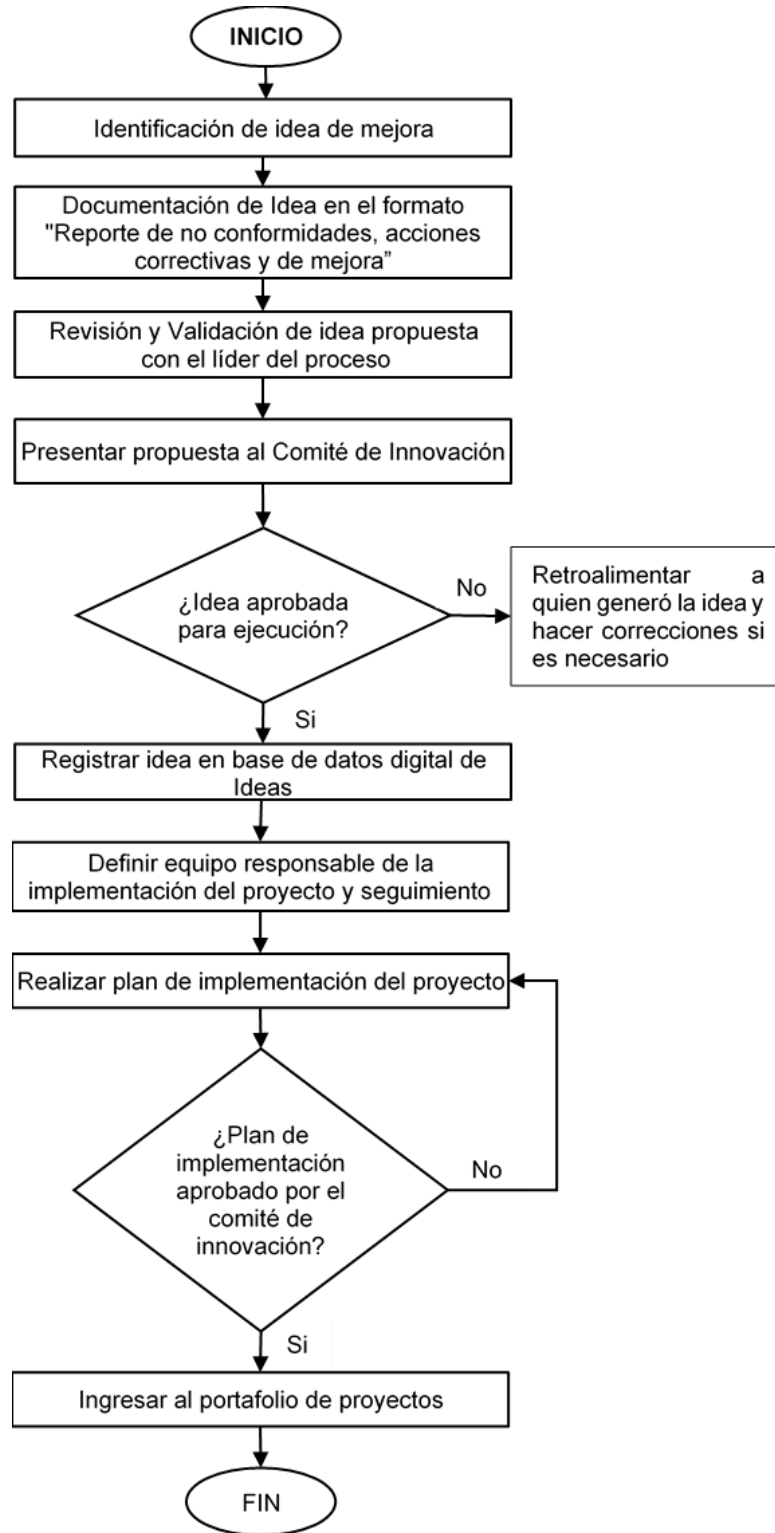 INICIO
Identificación de idea de mejora
Documentación de Idea en el formato
"Reporte de no conformidades, acciones
correctivas y de mejora”
Revisión y Validación de idea propuesta
con el líder del proceso
Presentar propuesta al Comité de Innovación
¿Idea aprobada
para ejecución?
No
Retroalimentar a
quien generó la idea y
hacer correcciones si
es necesario
Si
Registrar idea en base de datos digital de
Ideas
Definir equipo responsable de la
implementación del proyecto y seguimiento
Realizar plan de implementación del proyecto
¿Plan de
implementación
aprobado por el
comité de
innovación?
No
Si
Ingresar al portafolio de proyectos
FIN